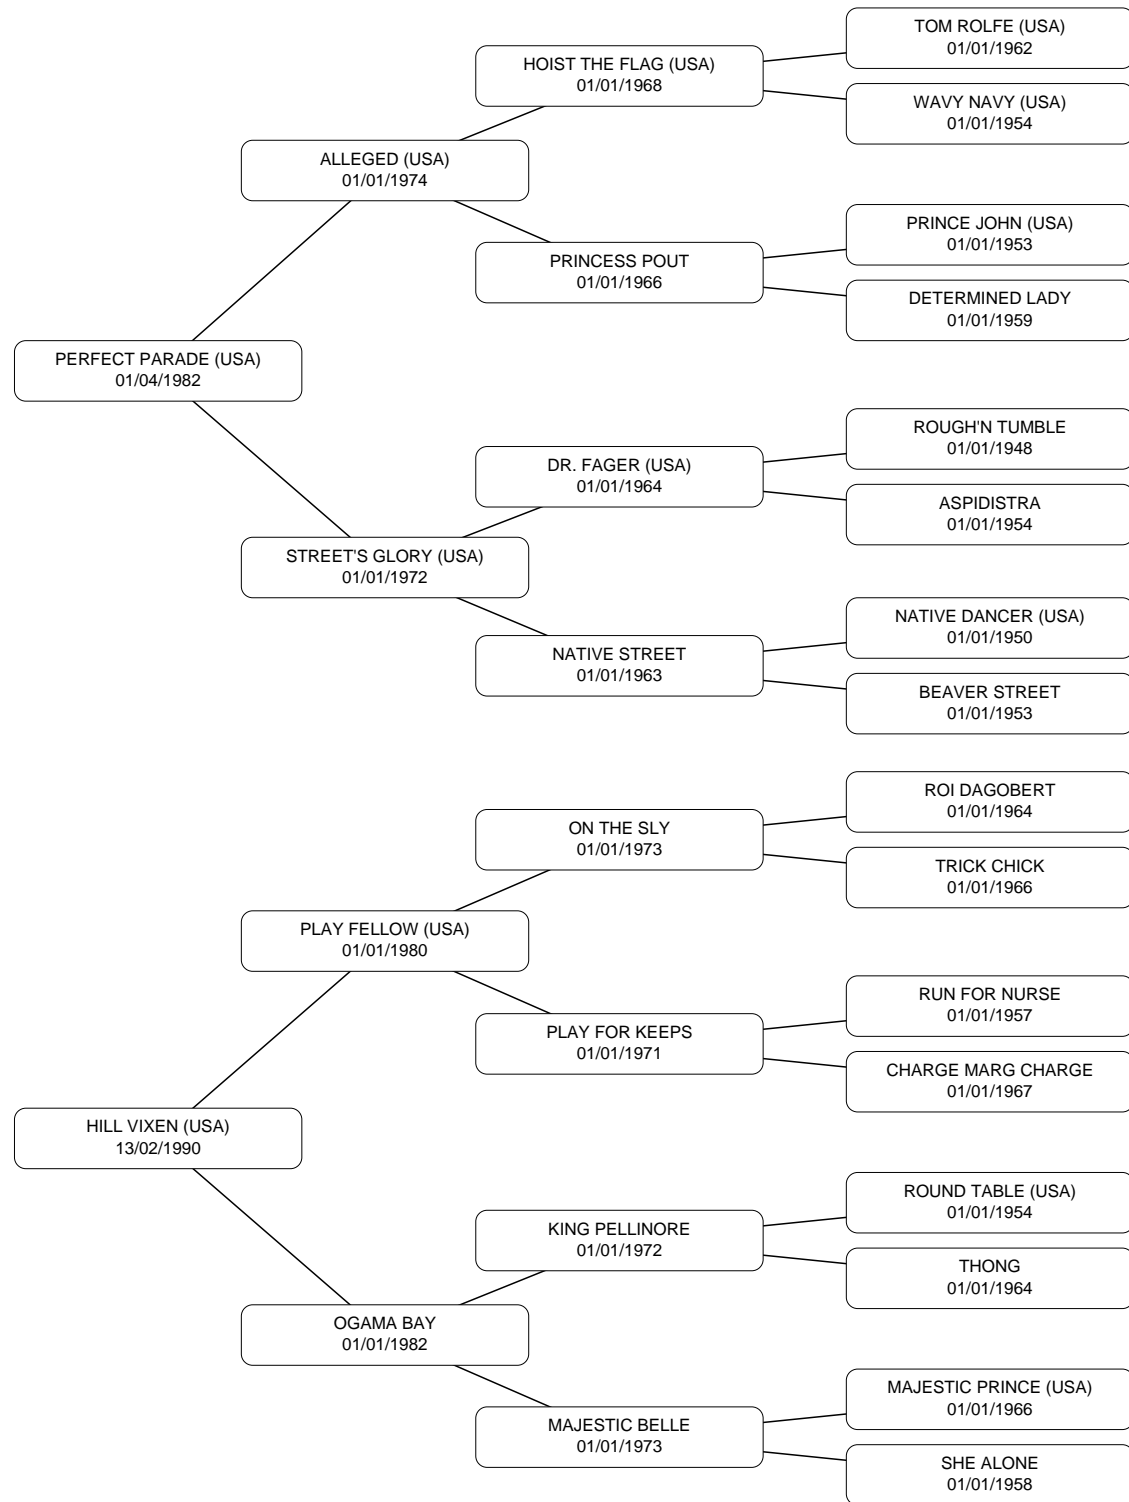 TOM ROLFE (USA)
01/01/1962
HOIST THE FLAG (USA)
01/01/1968
WAVY NAVY (USA)
01/01/1954
ALLEGED (USA)
01/01/1974
PRINCE JOHN (USA)
01/01/1953
PRINCESS POUT
01/01/1966
DETERMINED LADY
01/01/1959
PERFECT PARADE (USA)
01/04/1982
ROUGH'N TUMBLE
01/01/1948
DR. FAGER (USA)
01/01/1964
ASPIDISTRA
01/01/1954
STREET'S GLORY (USA)
01/01/1972
NATIVE DANCER (USA)
01/01/1950
NATIVE STREET
01/01/1963
BEAVER STREET
01/01/1953
ROI DAGOBERT
01/01/1964
ON THE SLY
01/01/1973
TRICK CHICK
01/01/1966
PLAY FELLOW (USA)
01/01/1980
RUN FOR NURSE
01/01/1957
PLAY FOR KEEPS
01/01/1971
CHARGE MARG CHARGE
01/01/1967
HILL VIXEN (USA)
13/02/1990
ROUND TABLE (USA)
01/01/1954
KING PELLINORE
01/01/1972
THONG
01/01/1964
OGAMA BAY
01/01/1982
MAJESTIC PRINCE (USA)
01/01/1966
MAJESTIC BELLE
01/01/1973
SHE ALONE
01/01/1958